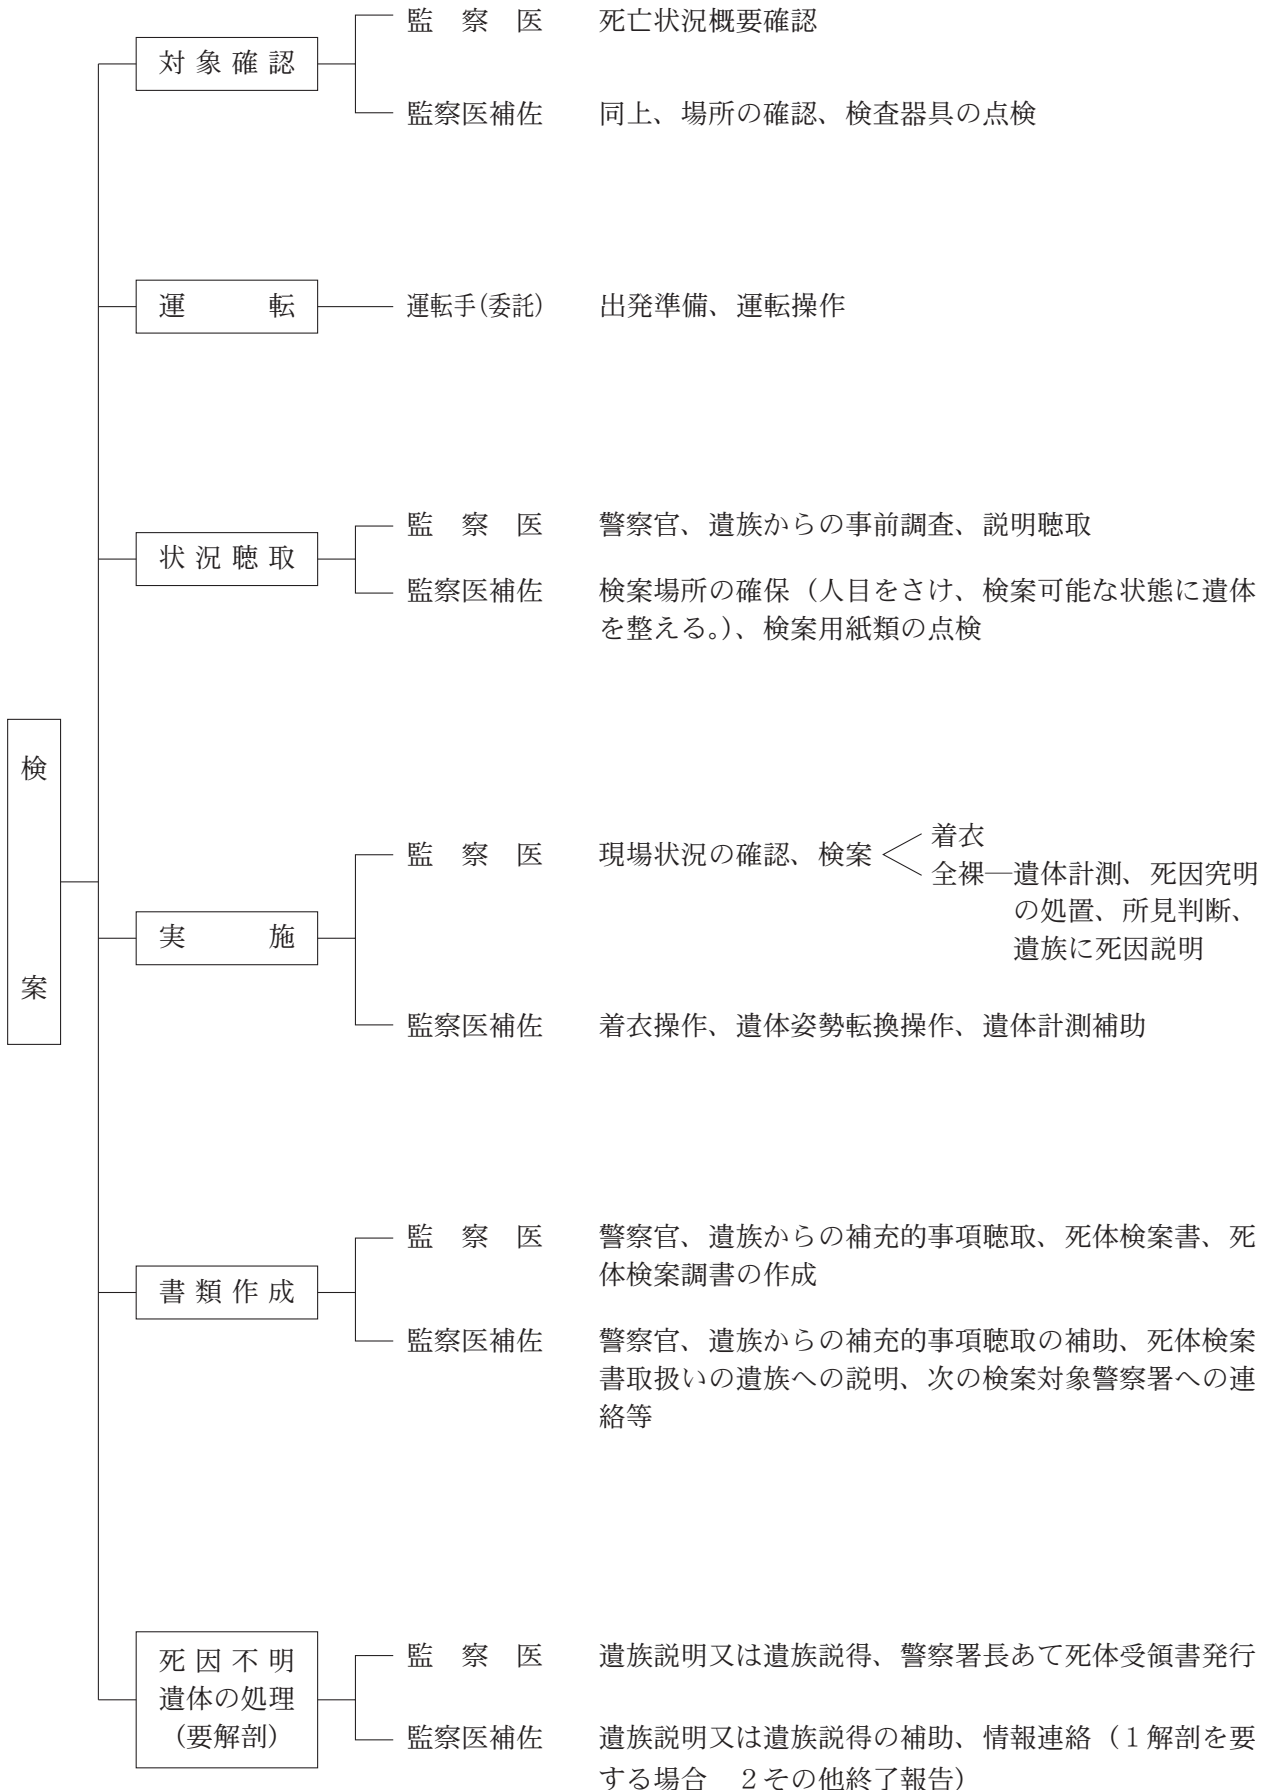 検案
対象確認
監察医　死亡状況概要確認
監察医補佐　同上、場所の確認、検査器具の点検
運転
運転手(委託)　出発準備、運転操作
状況聴取
監察医　警察官、遺族からの事前調査、説明聴取
監察医補佐　検案場所の確保（人目をさけ、検案可能な状態に遺体
を整える。）、検案用紙類の点検
実施
監察医　現場状況の確認、検案
着衣
全裸―遺体計測、死因究明
の処置、所見判断、
遺族に死因説明
監察医補佐　着衣操作、遺体姿勢転換操作、遺体計測補助
書類作成
監察医　警察官、遺族からの補充的事項聴取、死体検案書、死
体検案調書の作成
監察医補佐　警察官、遺族からの補充的事項聴取の補助、死体検案
書取扱いの遺族への説明、次の検案対象警察署への連
絡等
死因不明
遺体の処理
(要解剖)
監察医　遺族説明又は遺族説得、警察署長あて死体受領書発行
監察医補佐　遺族説明又は遺族説得の補助、情報連絡（１解剖を要
する場合　２その他終了報告）